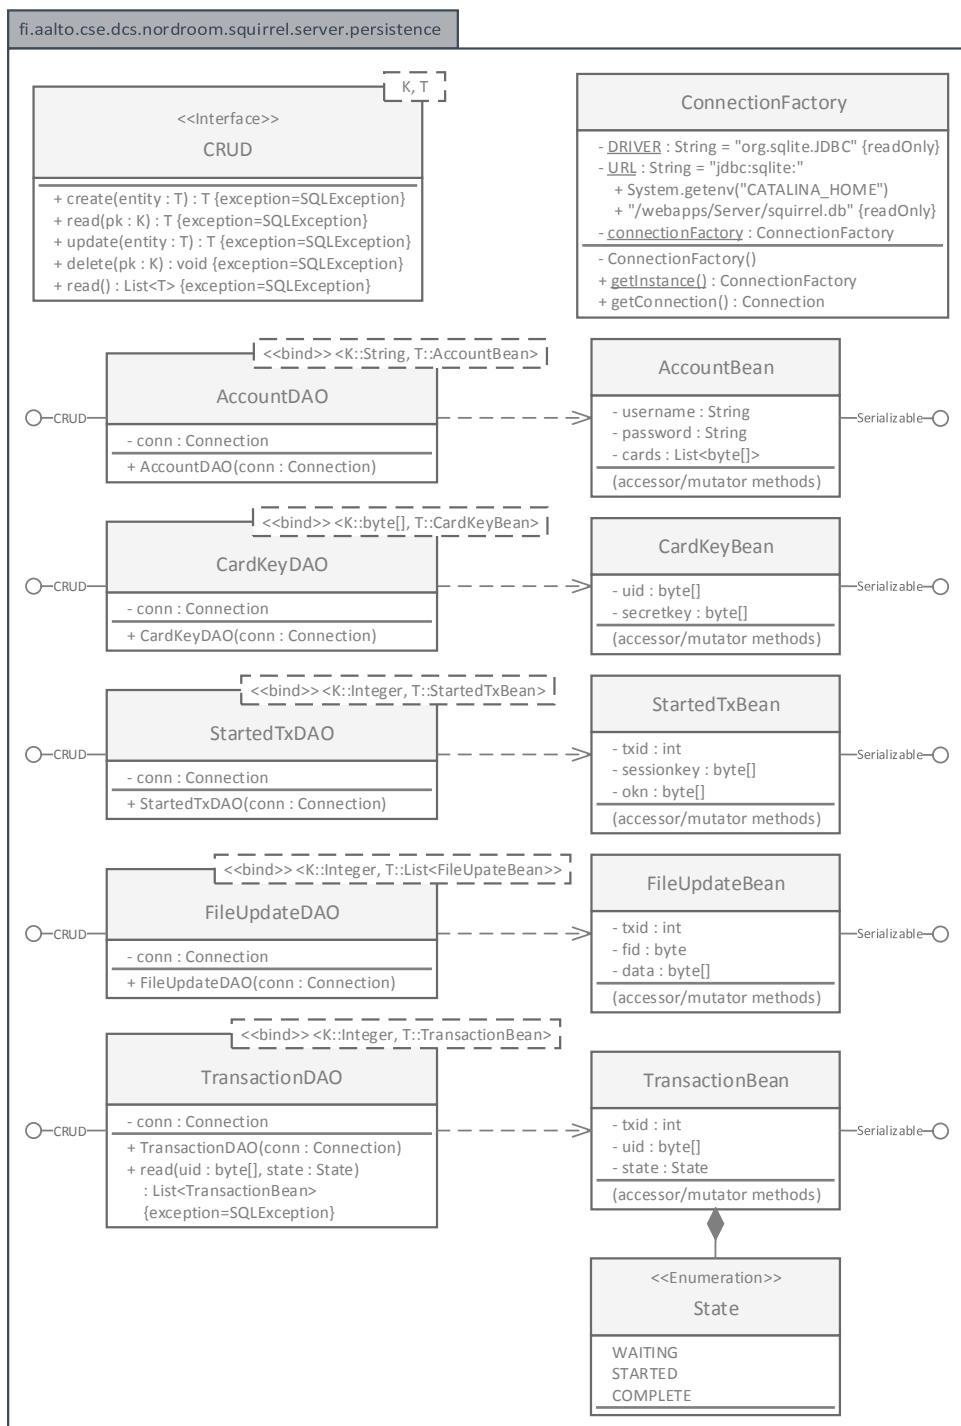 fi.aalto.cse.dcs.nordroom.squirrel.server.persistence
K, T
<<Interface>>
CRUD
+ create(entity : T) : T {exception=SQLException}
+ read(pk : K) : T {exception=SQLException}
+ update(entity : T) : T {exception=SQLException}
+ delete(pk : K) : void {exception=SQLException}
+ read() : List<T> {exception=SQLException}
ConnectionFactory
- DRIVER : String = "org.sqlite.JDBC" {readOnly}
- URL : String = "jdbc:sqlite:"
+ System.getenv("CATALINA_HOME")
+ "/webapps/Server/squirrel.db" {readOnly}
- connectionFactory : ConnectionFactory
- ConnectionFactory()
+ getInstance() : ConnectionFactory
+ getConnection() : Connection
<<bind>> <K::String, T::AccountBean>
CRUD
AccountDAO
- conn : Connection
+ AccountDAO(conn : Connection)
AccountBean
- username : String
- password : String
- cards : List<byte[]>
(accessor/mutator methods)
Serializable
<<bind>> <K::byte[], T::CardKeyBean>
CRUD
CardKeyDAO
- conn : Connection
+ CardKeyDAO(conn : Connection)
CardKeyBean
- uid : byte[]
- secretkey : byte[]
(accessor/mutator methods)
Serializable
<<bind>> <K::Integer, T::StartedTxBean>
CRUD
StartedTxDAO
- conn : Connection
+ StartedTxDAO(conn : Connection)
StartedTxBean
- txid : int
- sessionkey : byte[]
- okn : byte[]
(accessor/mutator methods)
Serializable
<<bind>> <K::Integer, T::List<FileUpateBean>>
CRUD
FileUpdateDAO
- conn : Connection
+ FileUpdateDAO(conn : Connection)
FileUpdateBean
- txid : int
- fid : byte
- data : byte[]
(accessor/mutator methods)
Serializable
<<bind>> <K::Integer, T::TransactionBean>
CRUD
TransactionDAO
- conn : Connection
+ TransactionDAO(conn : Connection)
+ read(uid : byte[], state : State)
: List<TransactionBean>
{exception=SQLException}
TransactionBean
- txid : int
- uid : byte[]
- state : State
(accessor/mutator methods)
Serializable
<<Enumeration>>
State
WAITING
STARTED
COMPLETE